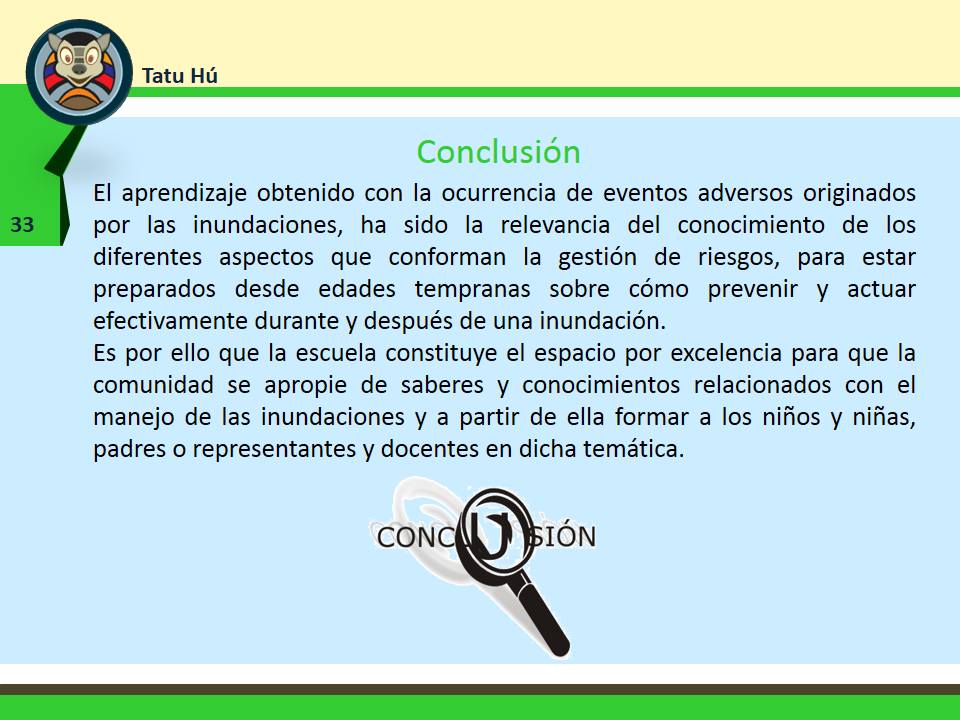 Tatu Hú
Conclusión
El aprendizaje obtenido con la ocurrencia de eventos adversos originados
por las inundaciones, ha sido la relevancia del conocimiento de los
33
diferentes aspectos que conforman la gestión de riesgos, para estar
preparados desde edades tempranas sobre cómo prevenir y actuar
efectivamente durante y después de una inundación.
Es por ello que la escuela constituye el espacio por excelencia para que la
comunidad se apropie de saberes y conocimientos relacionados con el
manejo de las inundaciones y a partir de ella formar a los niños y niñas,
padres o representantes y docentes en dicha temática.
CONCLUSIÓN